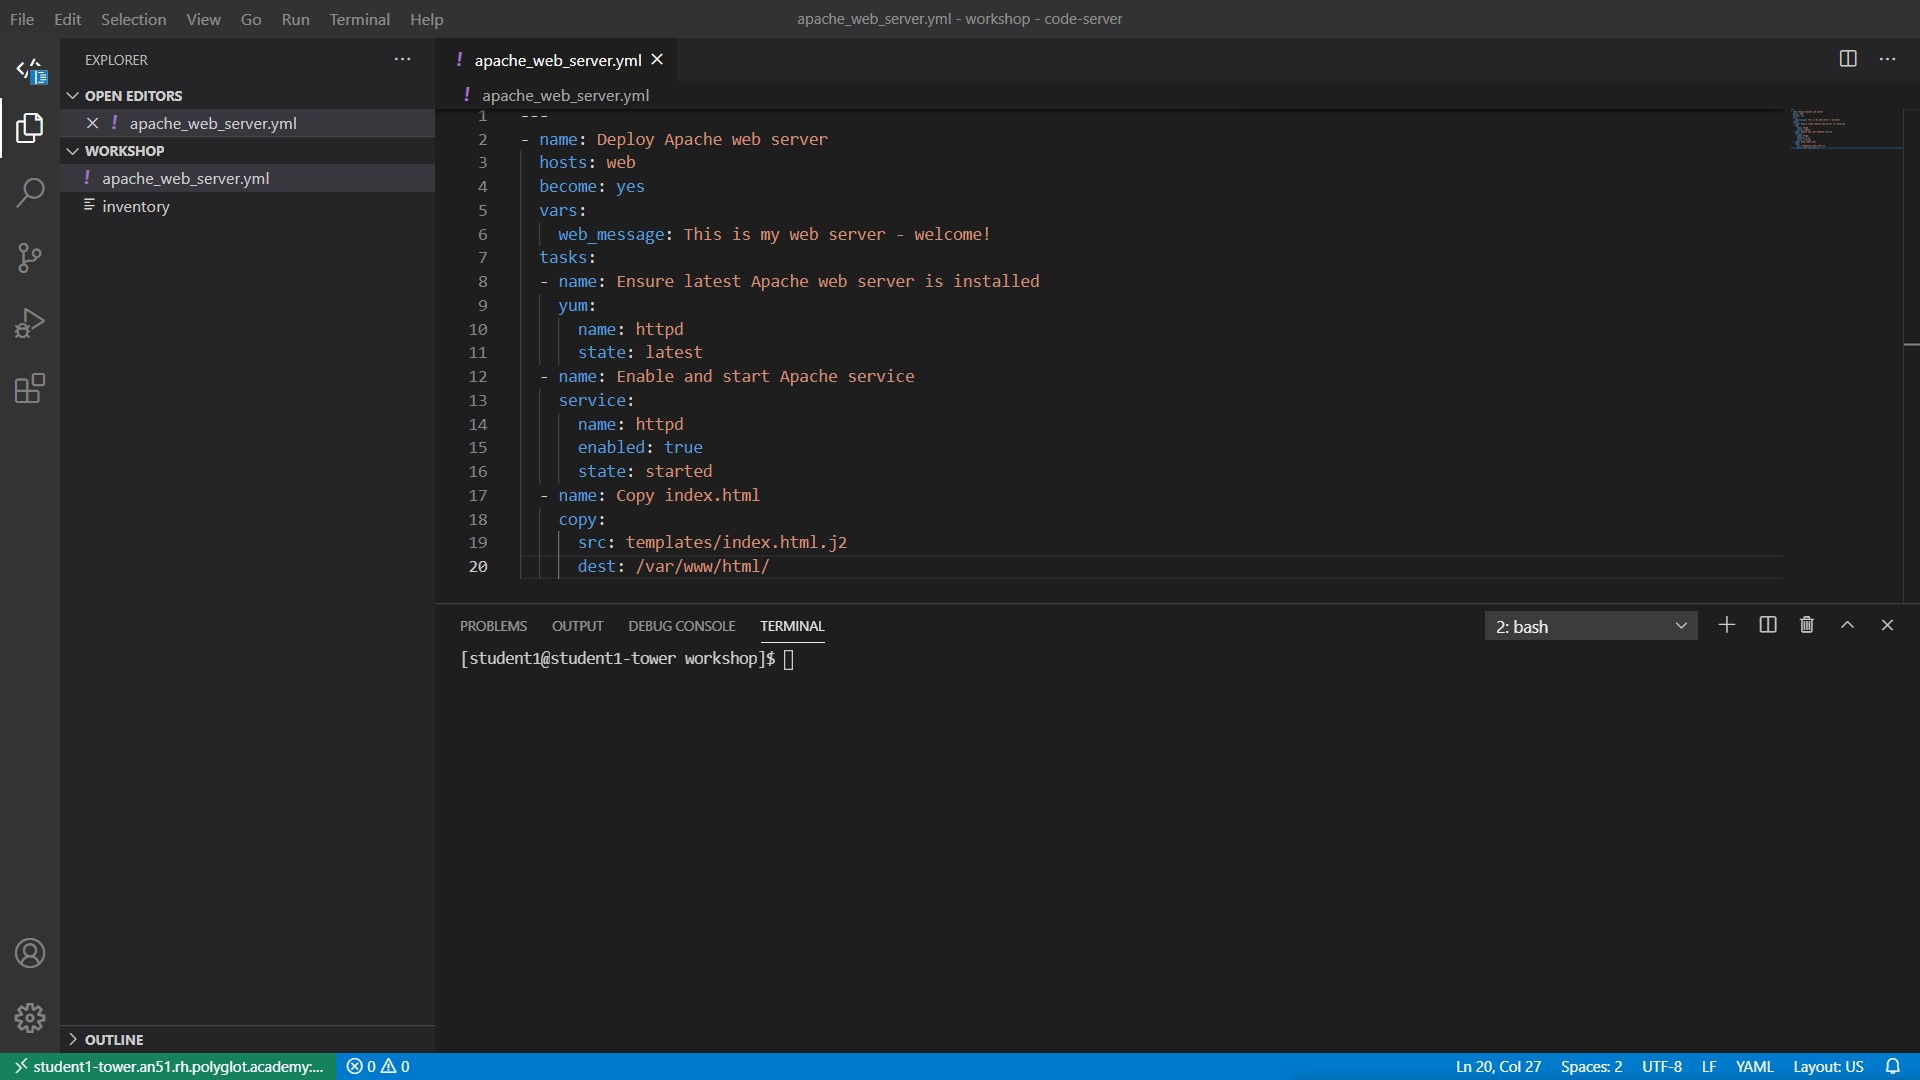 File Edit Selection View Go Run Terminal Help
apache_web_server.yml - workshop - code-server
EXPLORER
OPEN EDITORS
apache_web_server.yml
WORKSHOP
apache_web_server.yml
inventory
OUTLINE
apache_web_server.yml
apache_web_server.yml
1 ---
2 - name: Deploy Apache web server
3 hosts: web
4 become: yes
5 vars:
6 web_message: This is my web server - welcome!
7 tasks:
8 - name: Ensure latest Apache web server is installed
9 yum:
10 name: httpd
11 state: latest
12 - name: Enable and start Apache service
13 service:
14 name: httpd
15 enabled: true
16 state: started
17 - name: Copy index.html
18 copy:
19 src: templates/index.html.j2
20 dest: /var/www/html/
PROBLEMS OUTPUT DEBUG CONSOLE TERMINAL
2: bash
[student1@student1-tower workshop]$
student1-tower.an51.rh.polyglot.academy:... 0 0
Ln 20, Col 27 Spaces: 2 UTF-8 LF YAML Layout: US